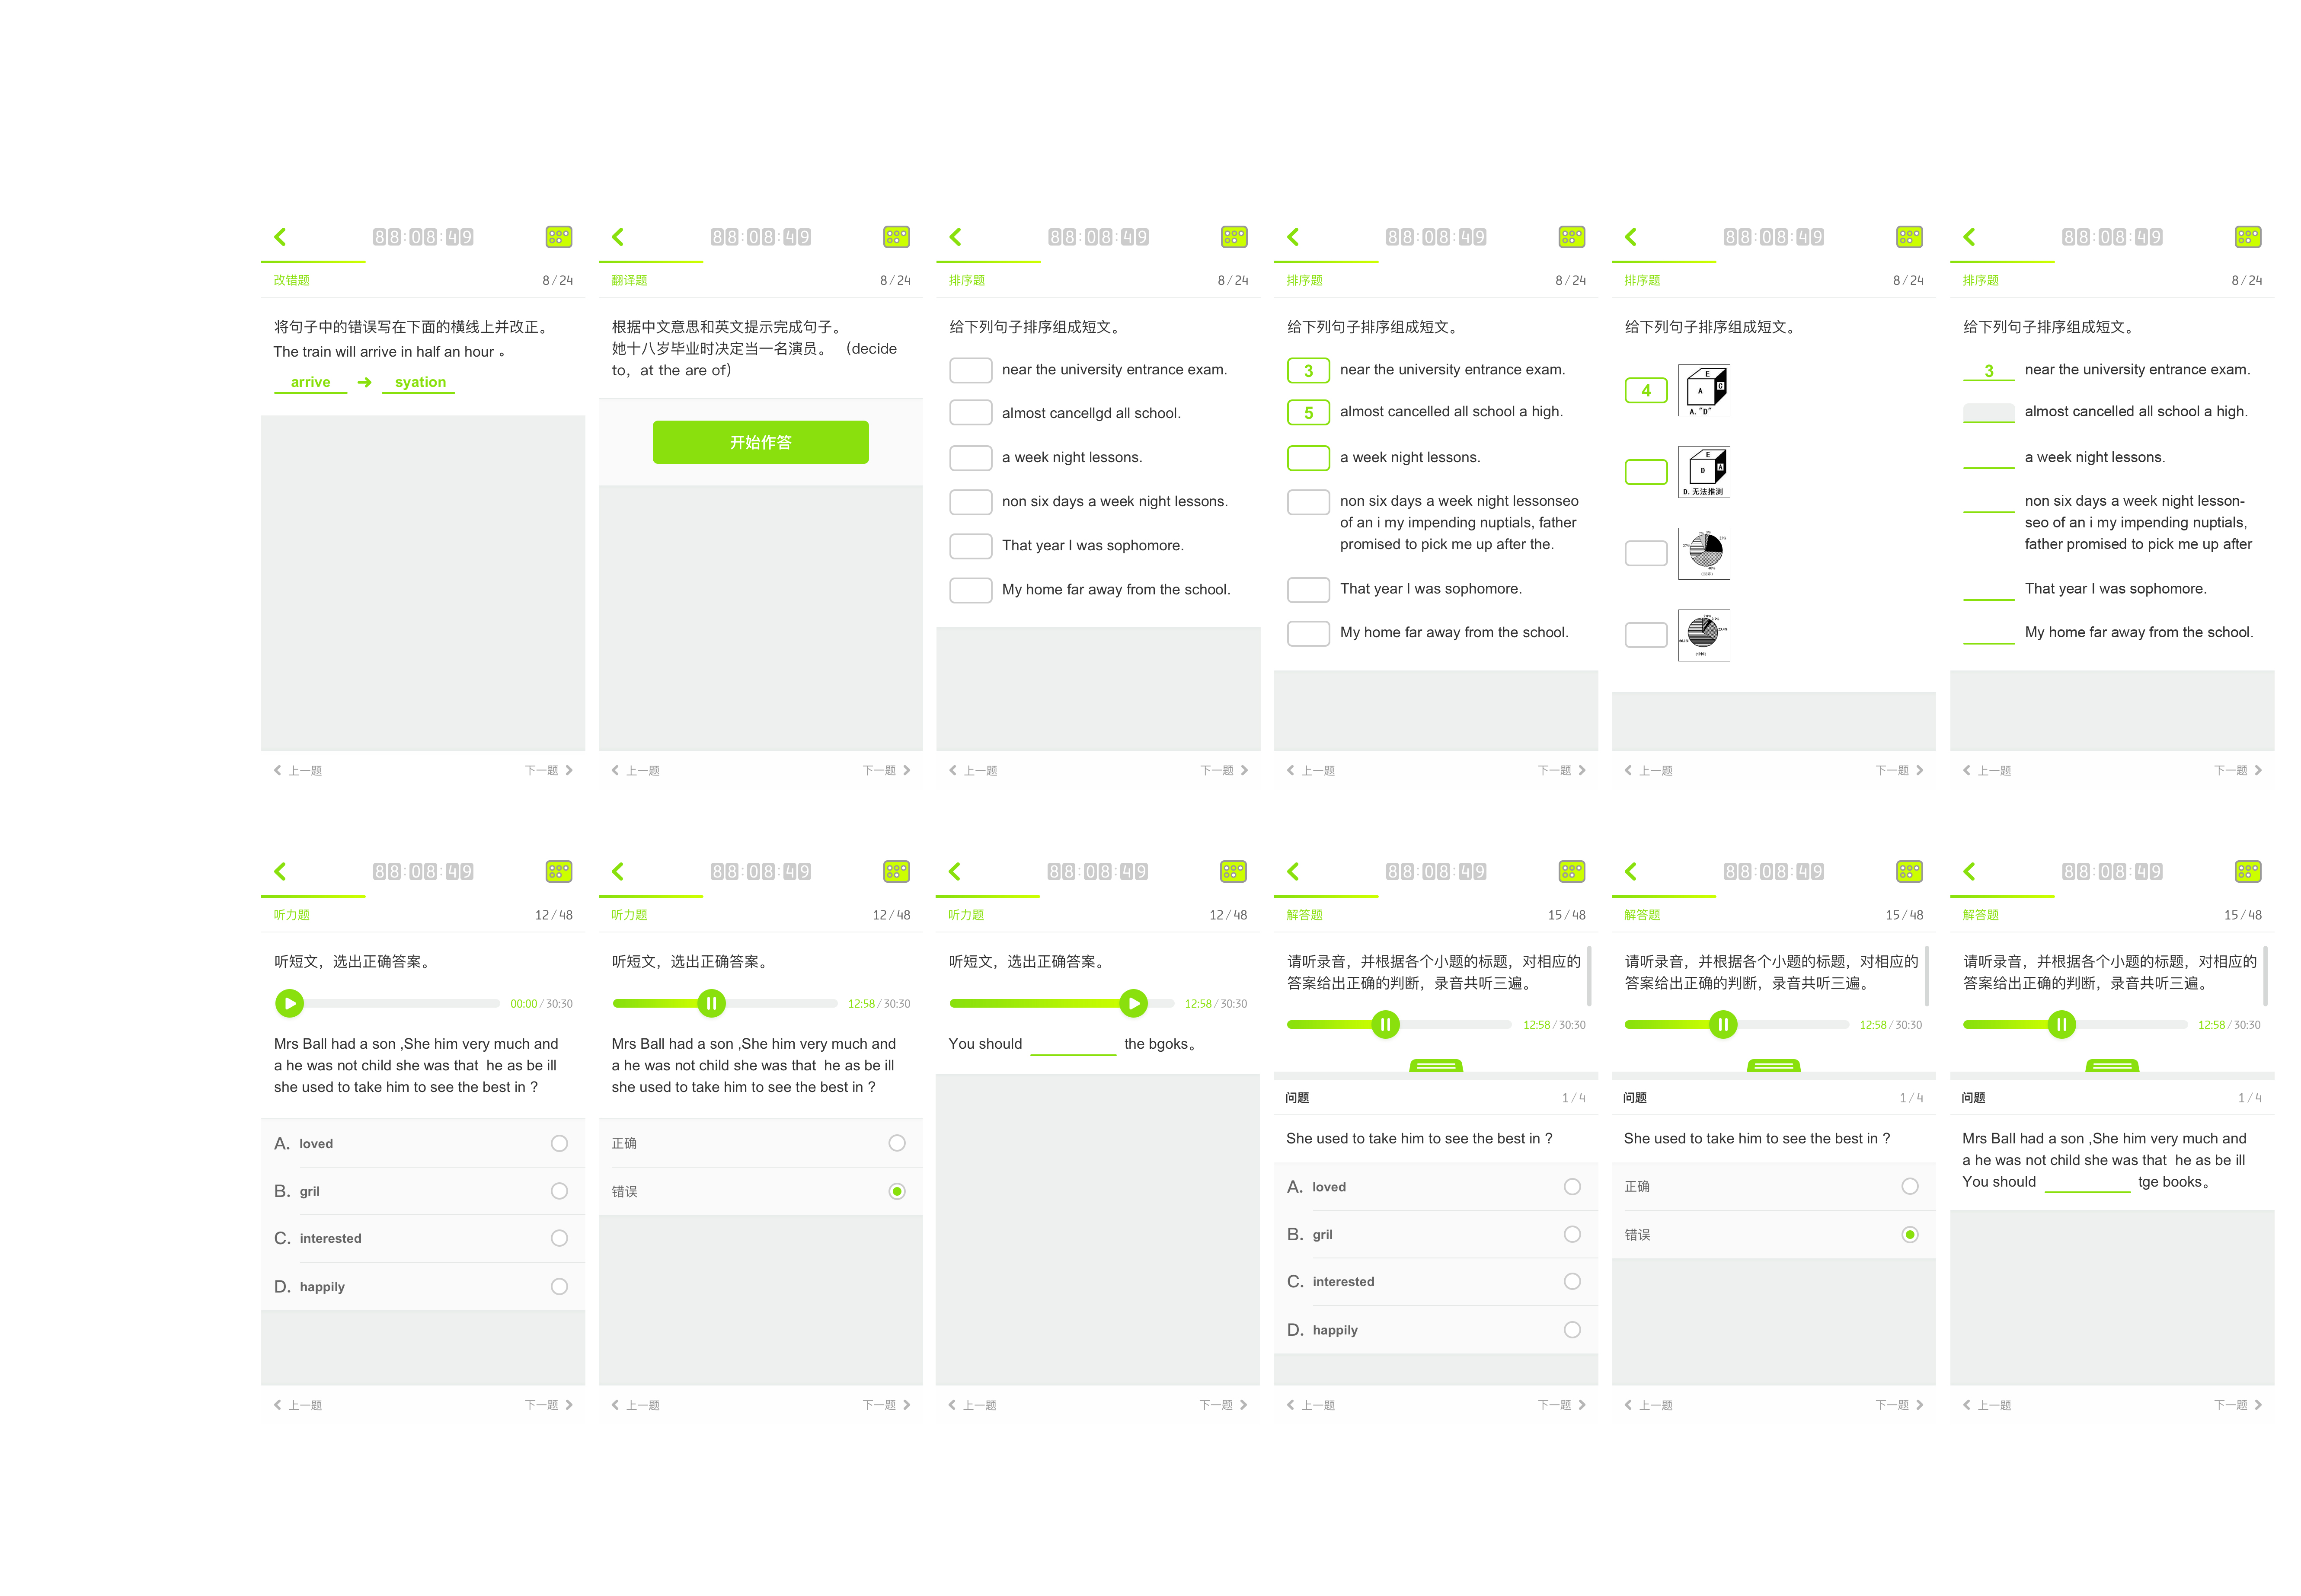 88:08:49
改错题 8/24
将句子中的错误写在下面的横线上并改正。
The train will arrive in half an hour 。
arrive → syation
上一题 下一题
88:08:49
翻译题 8/24
根据中文意思和英文提示完成句子。
她十八岁毕业时决定当一名演员。 （decide
to，at the are of）
开始作答
上一题 下一题
88:08:49
排序题 8/24
给下列句子排序组成短文。
near the university entrance exam.
almost cancellgd all school.
a week night lessons.
non six days a week night lessons.
That year I was sophomore.
My home far away from the school.
上一题 下一题
88:08:49
排序题 8/24
给下列句子排序组成短文。
3 near the university entrance exam.
5 almost cancelled all school a high.
a week night lessons.
non six days a week night lessonseo
of an i my impending nuptials, father
promised to pick me up after the.
That year I was sophomore.
My home far away from the school.
上一题 下一题
88:08:49
排序题 8/24
给下列句子排序组成短文。
4
E
A G
A. "D"
E
D A
D. 无法推测
上一题 下一题
88:08:49
排序题 8/24
给下列句子排序组成短文。
3 near the university entrance exam.
almost cancelled all school a high.
a week night lessons.
non six days a week night lesson-
seo of an i my impending nuptials,
father promised to pick me up after
That year I was sophomore.
My home far away from the school.
上一题 下一题
88:08:49
听力题 12/48
听短文，选出正确答案。
00:00/30:30
Mrs Ball had a son ,She him very much and
a he was not child she was that he as be ill
she used to take him to see the best in ?
A. loved
B. gril
C. interested
D. happily
上一题 下一题
88:08:49
听力题 12/48
听短文，选出正确答案。
12:58/30:30
Mrs Ball had a son ,She him very much and
a he was not child she was that he as be ill
she used to take him to see the best in ?
正确
错误
上一题 下一题
88:08:49
听力题 12/48
听短文，选出正确答案。
12:58/30:30
You should the bgoks。
上一题 下一题
88:08:49
解答题 15/48
请听录音，并根据各个小题的标题，对相应的
答案给出正确的判断，录音共听三遍。
12:58/30:30
问题 1/4
She used to take him to see the best in ?
A. loved
B. gril
C. interested
D. happily
上一题 下一题
88:08:49
解答题 15/48
请听录音，并根据各个小题的标题，对相应的
答案给出正确的判断，录音共听三遍。
12:58/30:30
问题 1/4
She used to take him to see the best in ?
正确
错误
上一题 下一题
88:08:49
解答题 15/48
请听录音，并根据各个小题的标题，对相应的
答案给出正确的判断，录音共听三遍。
12:58/30:30
问题 1/4
Mrs Ball had a son ,She him very much and
a he was not child she was that he as be ill
You should tge books。
上一题 下一题